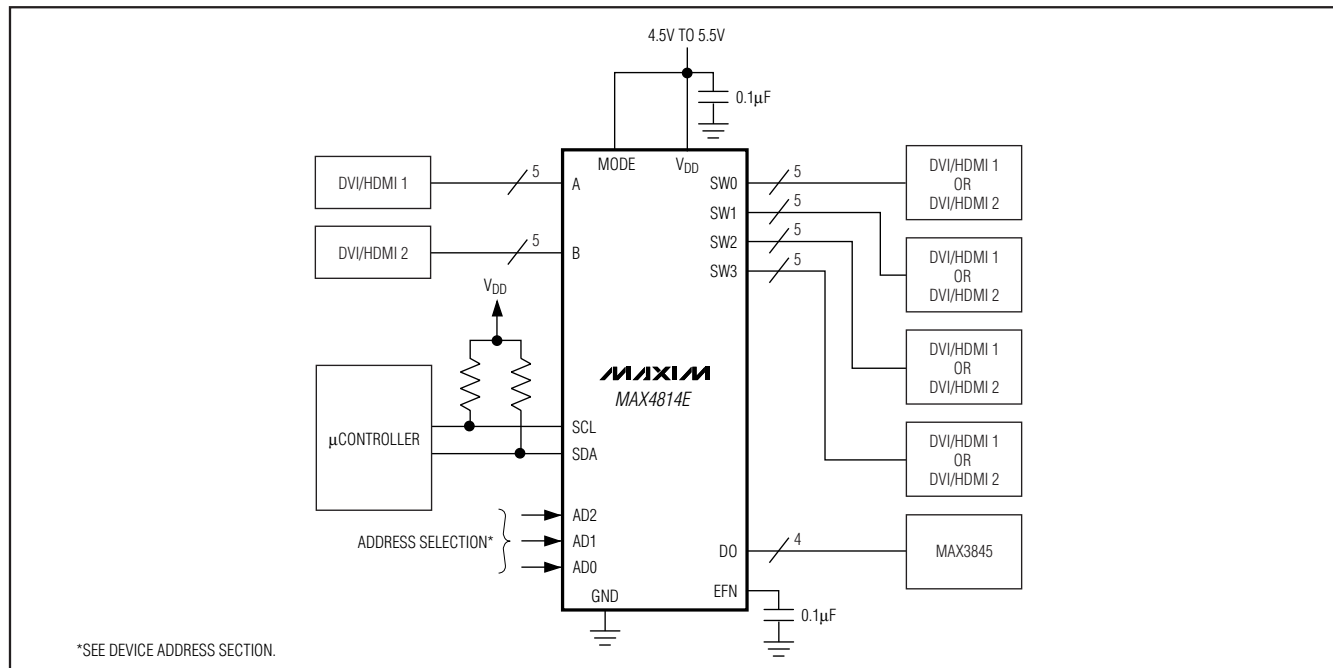 4.5V TO 5.5V
0.1µF
MODE
VDD
DVI/HDMI 1
5
A
DVI/HDMI 2
5
B
VDD
µCONTROLLER
SCL
SDA
ADDRESS SELECTION*
AD2
AD1
AD0
GND
MAXIM
MAX4814E
SW0
5
SW1
5
SW2
5
SW3
5
DVI/HDMI 1
OR
DVI/HDMI 2
DVI/HDMI 1
OR
DVI/HDMI 2
DVI/HDMI 1
OR
DVI/HDMI 2
DVI/HDMI 1
OR
DVI/HDMI 2
DO
4
MAX3845
EFN
0.1µF
*SEE DEVICE ADDRESS SECTION.